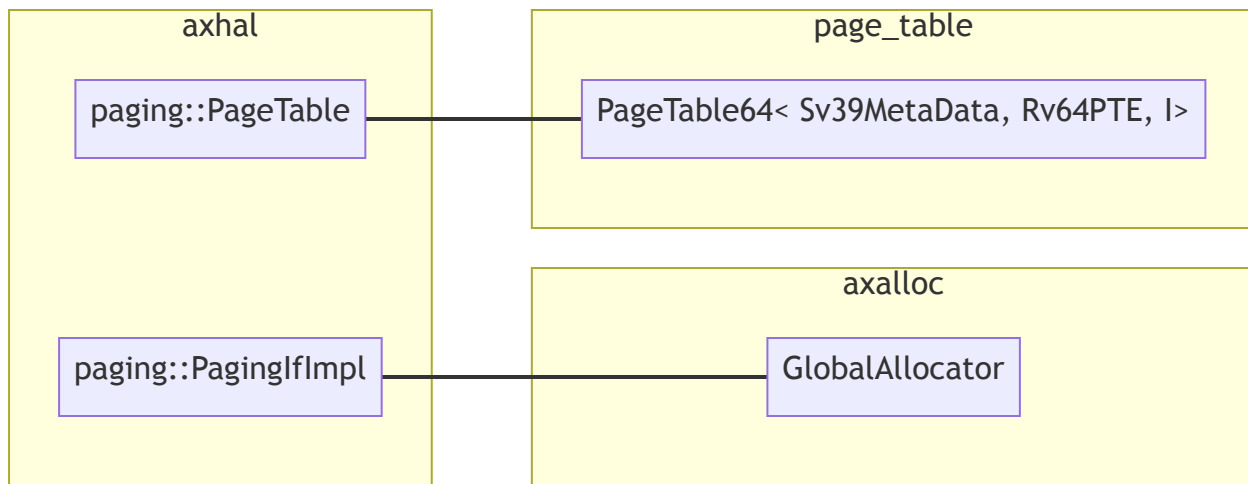 axhal
paging::PageTable
paging::PagingIfImpl
page_table
PageTable64< Sv39MetaData, Rv64PTE, I>
axalloc
GlobalAllocator